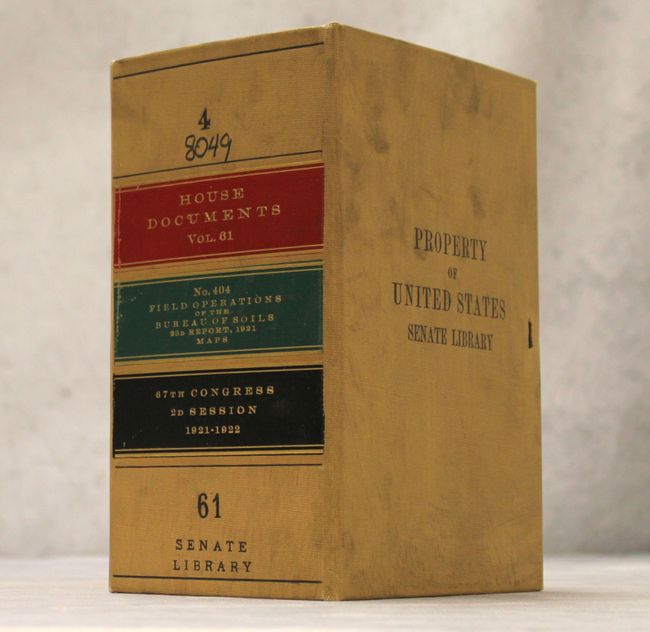 4
8049
HOUSE
DOCUMENTS
VOL. 61
No. 404
FIELD OPERATIONS
OF THE
BUREAU OF SOILS
23D REPORT, 1921
MAPS
67TH CONGRESS
2D SESSION
1921-1922
61
SENATE
LIBRARY
PROPERTY
OF
UNITED STATES
SENATE LIBRARY